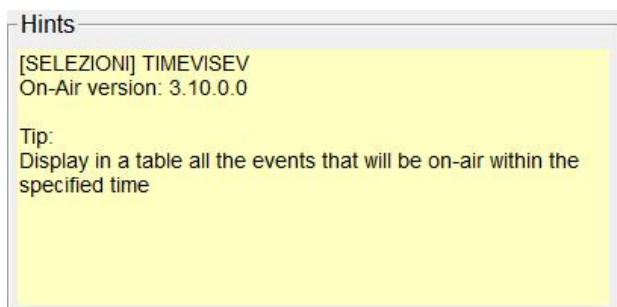 Hints
[SELEZIONI] TIMEVISEV
On-Air version: 3.10.0.0
Tip:
Display in a table all the events that will be on-air within the
specified time